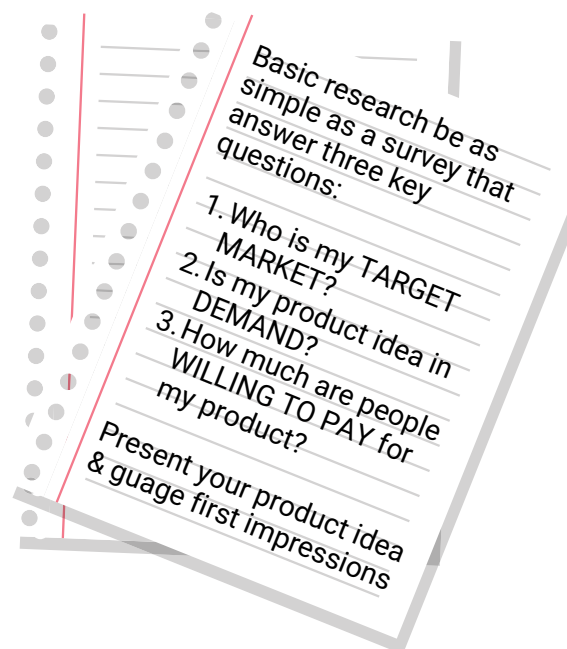 Basic research be as
simple as a survey that
answer three key
questions:
1. Who is my TARGET
MARKET?
2. Is my product idea in
DEMAND?
3. How much are people
WILLING TO PAY for
my product?
Present your product idea
& guage first impressions